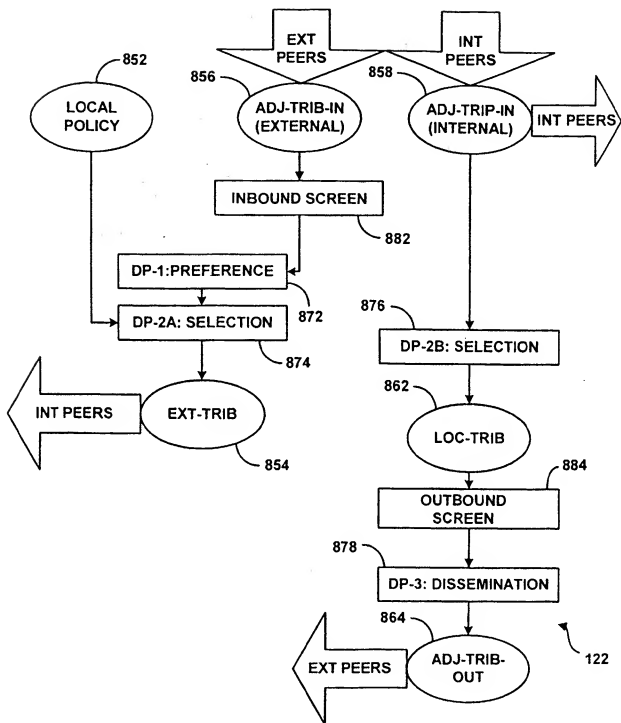 EXT
PEERS
INT
PEERS
852
856
858
LOCAL
POLICY
ADJ-TRIB-IN
(EXTERNAL)
ADJ-TRIP-IN
(INTERNAL)
INT PEERS
INBOUND SCREEN
882
DP-1:PREFERENCE
872
DP-2A: SELECTION
874
876
DP-2B: SELECTION
INT PEERS
EXT-TRIB
854
862
LOC-TRIB
884
OUTBOUND
SCREEN
878
DP-3: DISSEMINATION
864
EXT PEERS
ADJ-TRIB-
OUT
122